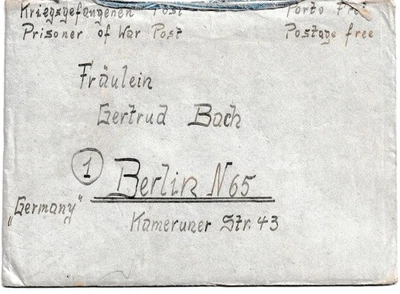 Kriegsgefangenen Post Porto Frei
Prisoner of War Post Postage free
Fräulein
Gertrud Bach
1 Berlin N65
„Germany"
Kameruner Str. 43